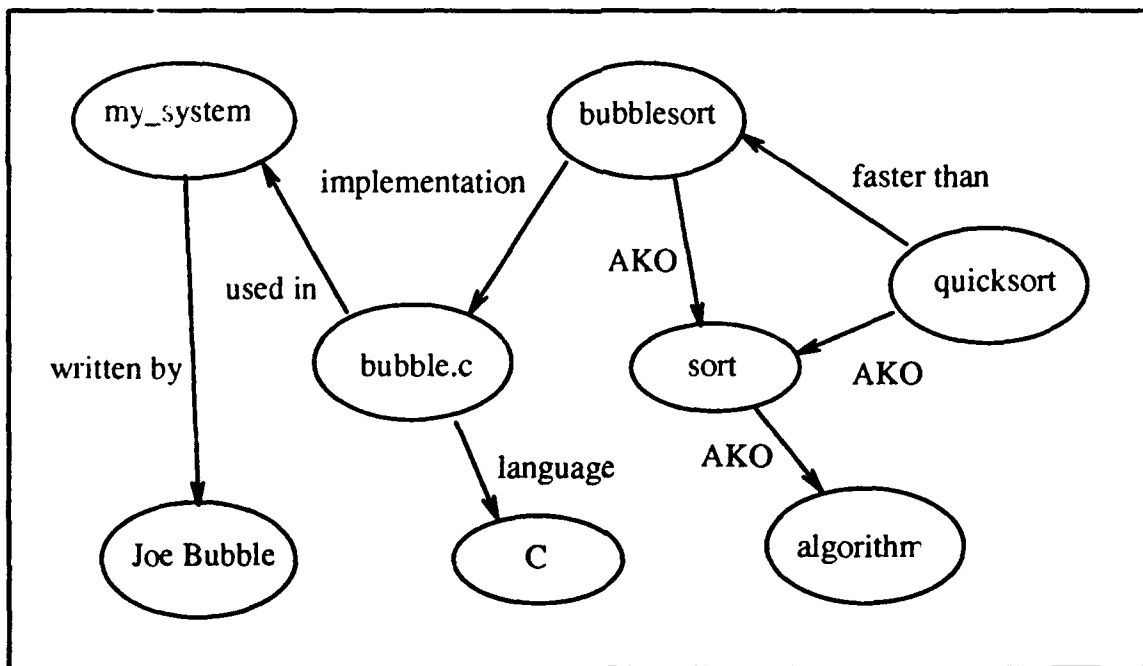 my_system
bubblesort
implementation
faster than
AKO
quicksort
used in
written by
bubble.c
sort
AKO
AKO
language
Joe Bubble
C
algorithm